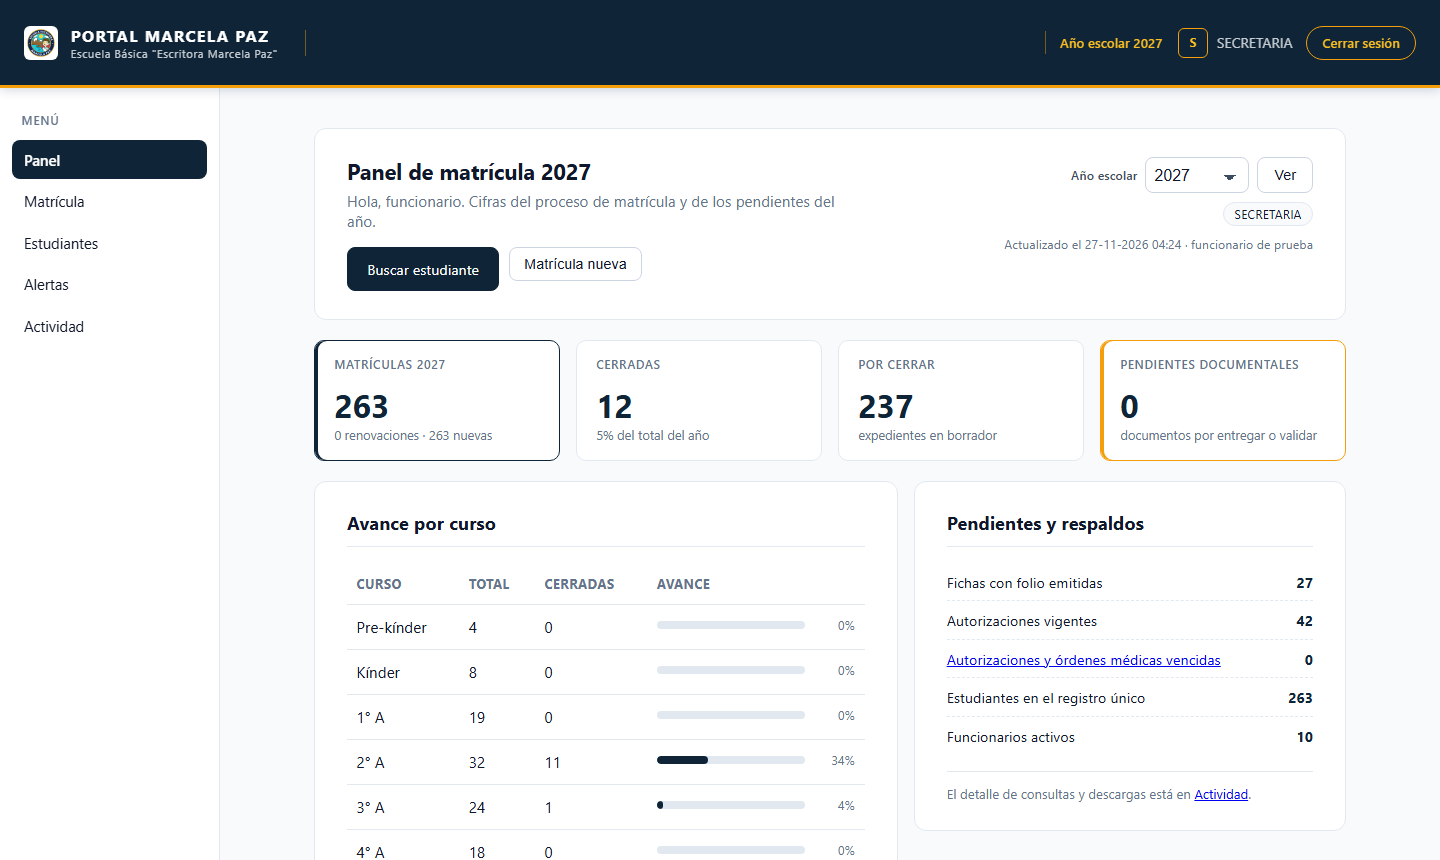 PORTAL MARCELA PAZ
Escuela Básica "Escritora Marcela Paz"
Año escolar 2027
S
SECRETARIA
Cerrar sesión
MENÚ
Panel
Matrícula
Estudiantes
Alertas
Actividad
Panel de matrícula 2027
Hola, funcionario. Cifras del proceso de matrícula y de los pendientes del
año.
Buscar estudiante
Matrícula nueva
Año escolar
2027
Ver
SECRETARIA
Actualizado el 27-11-2026 04:24 · funcionario de prueba
MATRÍCULAS 2027
263
0 renovaciones · 263 nuevas
CERRADAS
12
5% del total del año
POR CERRAR
237
expedientes en borrador
PENDIENTES DOCUMENTALES
0
documentos por entregar o validar
Avance por curso
CURSO TOTAL CERRADAS AVANCE
Pre-kínder 4 0 0%
Kínder 8 0 0%
1° A 19 0 0%
2° A 32 11 34%
3° A 24 1 4%
4° A 18 0 0%
Pendientes y respaldos
Fichas con folio emitidas 27
Autorizaciones vigentes 42
Autorizaciones y órdenes médicas vencidas 0
Estudiantes en el registro único 263
Funcionarios activos 10
El detalle de consultas y descargas está en Actividad.